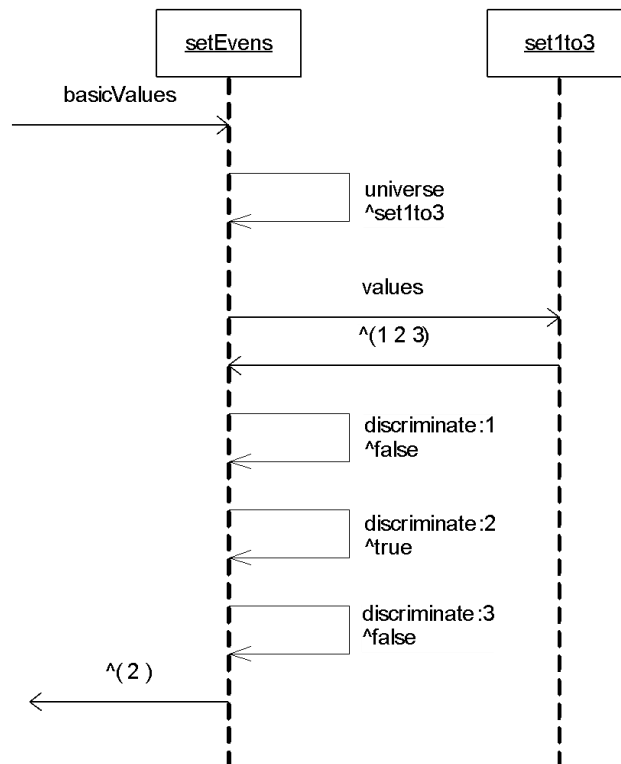 setEvens
set1to3
basicValues
universe
^set1to3
values
^(1 2 3)
discriminate:1
^false
discriminate:2
^true
discriminate:3
^false
^( 2 )